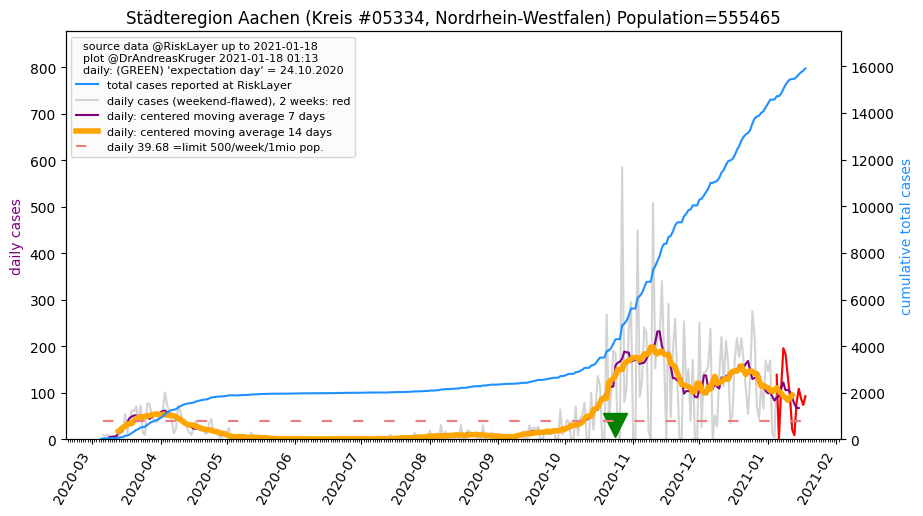 Städteregion Aachen (Kreis #05334, Nordrhein-Westfalen) Population=555465
source data @RiskLayer up to 2021-01-18
plot @DrAndreasKruger 2021-01-18 01:13
daily: (GREEN) 'expectation day' = 24.10.2020
total cases reported at RiskLayer
daily cases (weekend-flawed), 2 weeks: red
daily: centered moving average 7 days
daily: centered moving average 14 days
daily 39.68 =limit 500/week/1mio pop.
daily cases
800
700
600
500
400
300
200
100
0
16000
14000
12000
10000
8000
6000
4000
2000
0
cumulative total cases
2020-03
2020-04
2020-05
2020-06
2020-07
2020-08
2020-09
2020-10
2020-11
2020-12
2021-01
2021-02